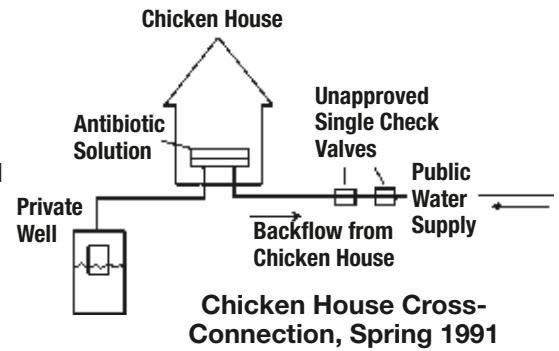 Chicken House
Antibiotic
Solution
Unapproved
Single Check
Valves
Public
Water
Supply
Private
Well
Backflow from
Chicken House
Chicken House Cross-
Connection, Spring 1991